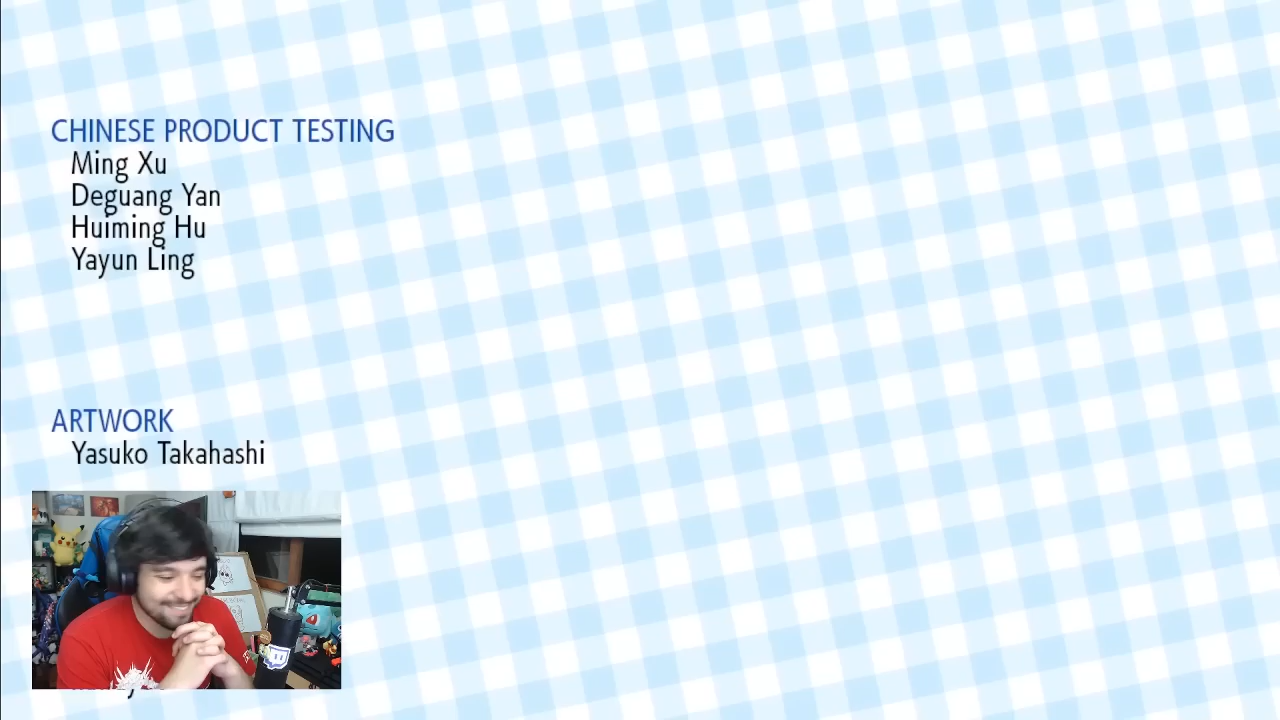 CHINESE PRODUCT TESTING
Ming Xu
Deguang Yan
Huiming Hu
Yayun Ling
ARTWORK
Yasuko Takahashi